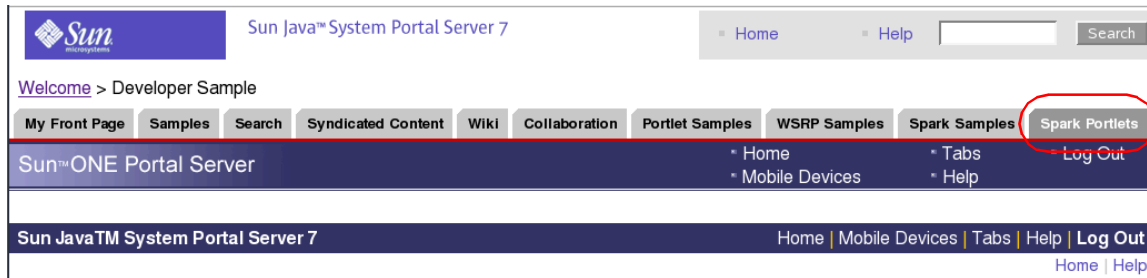 Sun microsystems Sun Java™ System Portal Server 7 Home Help Search
Welcome > Developer Sample
My Front Page Samples Search Syndicated Content Wiki Collaboration Portlet Samples WSRP Samples Spark Samples Spark Portlets
Sun™ ONE Portal Server Home Tabs Log Out
Mobile Devices Help
Sun JavaTM System Portal Server 7 Home | Mobile Devices | Tabs | Help | Log Out
Home | Help